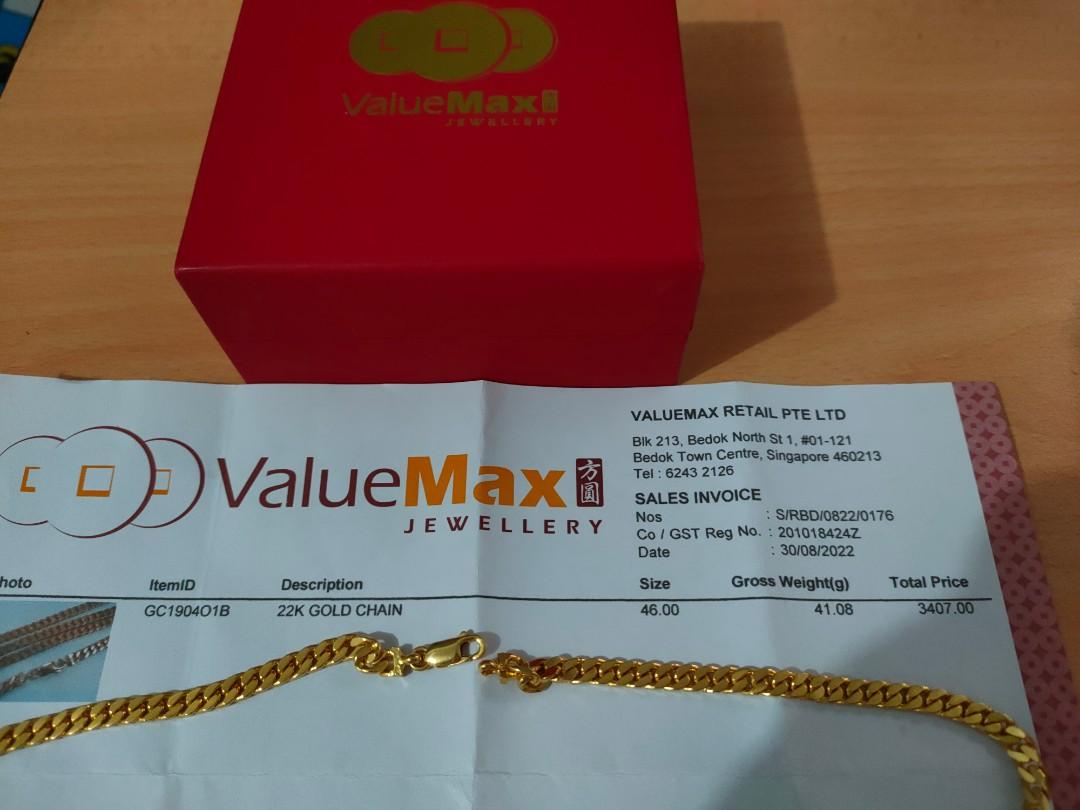 ValueMax 方圓
JEWELLERY
ValueMax 方圓
JEWELLERY
VALUEMAX RETAIL PTE LTD
Blk 213, Bedok North St 1, #01-121
Bedok Town Centre, Singapore 460213
Tel : 6243 2126
SALES INVOICE
Nos : S/RBD/0822/0176
Co / GST Reg No. : 201018424Z
Date : 30/08/2022
hoto ItemID Description Size Gross Weight(g) Total Price
GC1904O1B 22K GOLD CHAIN 46.00 41.08 3407.00